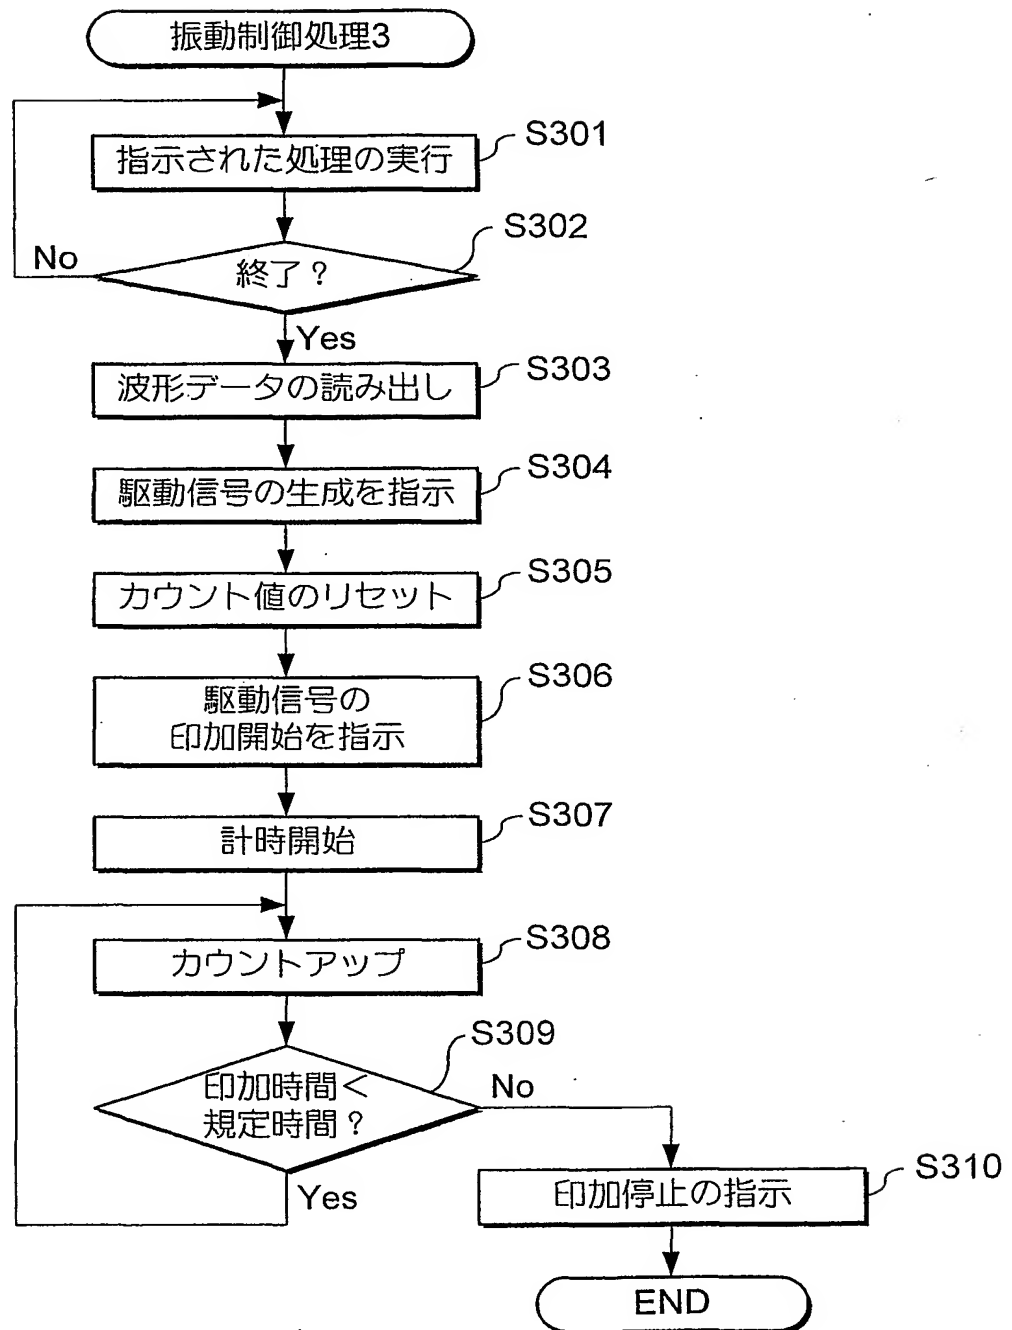 振動制御処理3
指示された処理の実行
S301
S302
No
終了?
Yes
波形データの読み出し
S303
駆動信号の生成を指示
S304
カウント値のリセット
S305
駆動信号の
印加開始を指示
S306
計時開始
S307
カウントアップ
S308
S309
印加時間<
規定時間?
No
Yes
印加停止の指示
S310
END